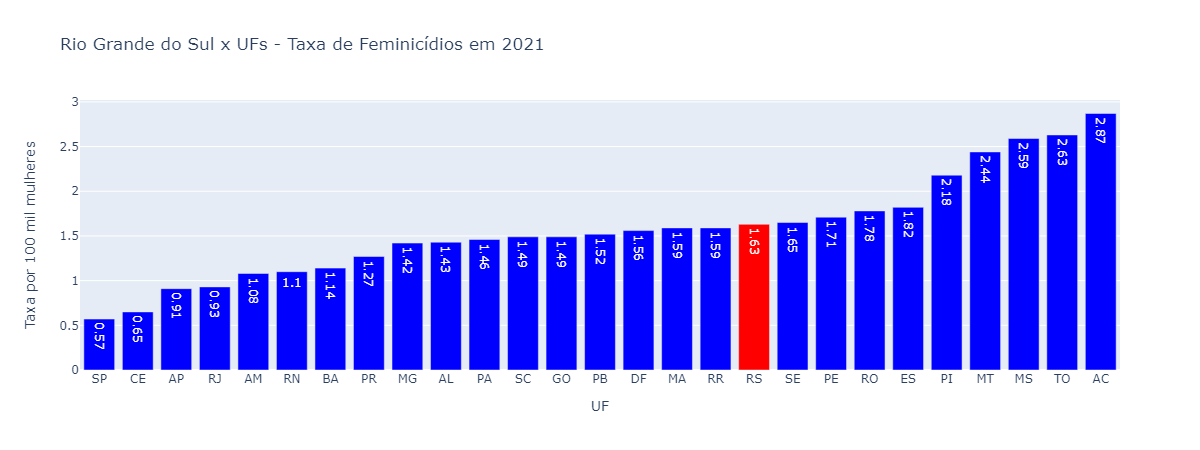 Rio Grande do Sul x UFs - Taxa de Feminicídios em 2021
Taxa por 100 mil mulheres
3
2.5
2
1.5
1
0.5
0
0.57 0.65 0.91 0.93 1.08 1.1 1.14 1.27 1.42 1.43 1.46 1.49 1.49 1.52 1.56 1.59 1.59 1.63 1.65 1.71 1.78 1.82 2.18 2.44 2.59 2.63 2.87
SP CE AP RJ AM RN BA PR MG AL PA SC GO PB DF MA RR RS SE PE RO ES PI MT MS TO AC
UF